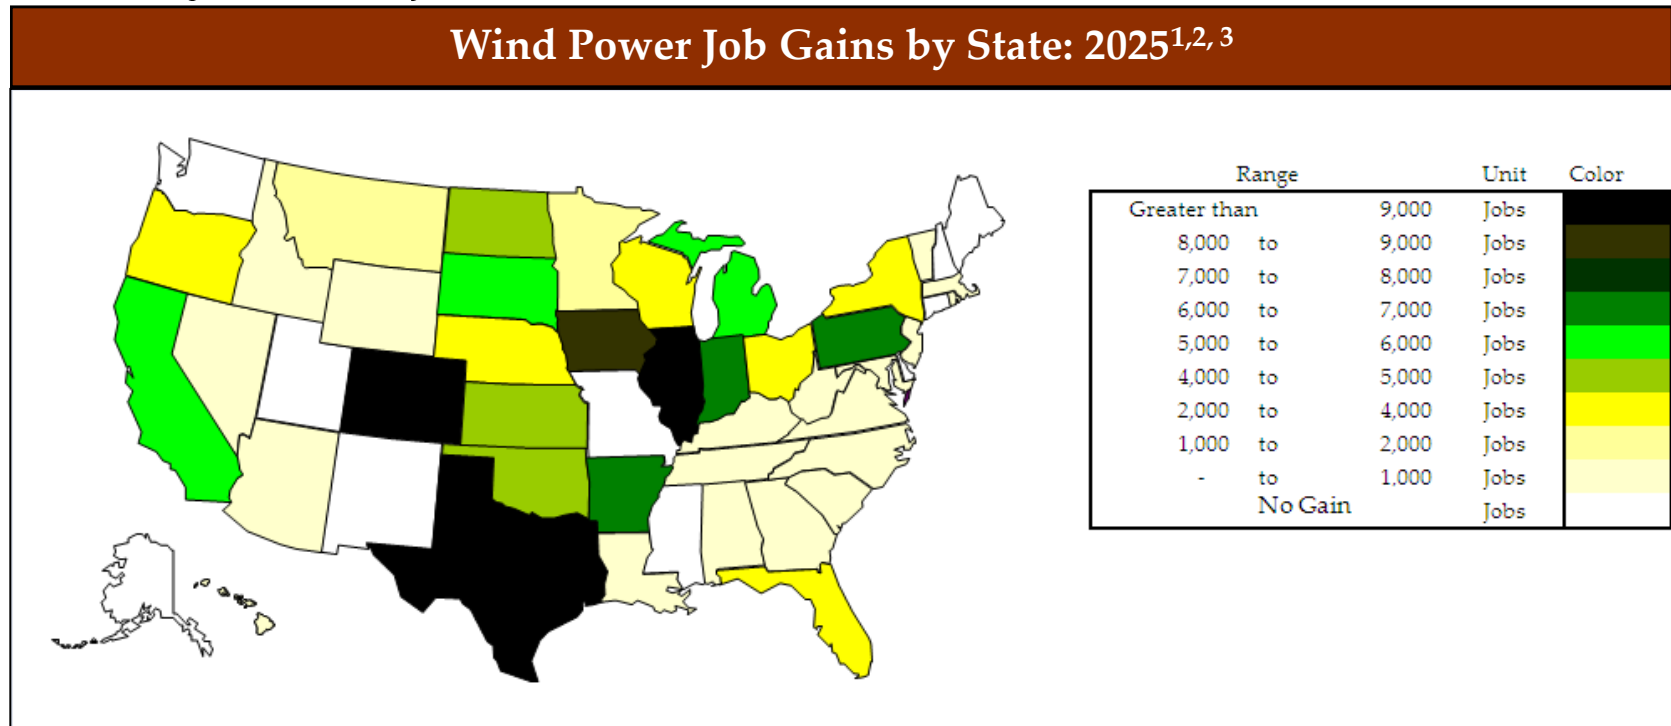 Wind Power Job Gains by State: 2025¹,²,³
Range Unit Color
Greater than 9,000 Jobs
8,000 to 9,000 Jobs
7,000 to 8,000 Jobs
6,000 to 7,000 Jobs
5,000 to 6,000 Jobs
4,000 to 5,000 Jobs
2,000 to 4,000 Jobs
1,000 to 2,000 Jobs
- to 1,000 Jobs
No Gain Jobs